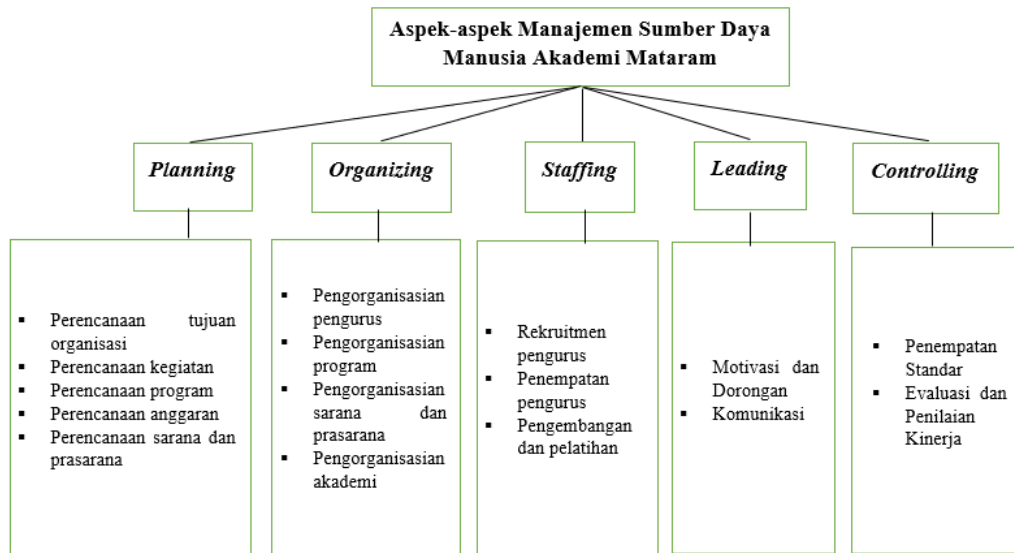 Aspek-aspek Manajemen Sumber Daya
Manusia Akademi Mataram
Planning
Organizing
Staffing
Leading
Controlling
▪ Perencanaan tujuan
organisasi
▪ Perencanaan kegiatan
▪ Perencanaan program
▪ Perencanaan anggaran
▪ Perencanaan sarana dan
prasarana
▪ Pengorganisasian
pengurus
▪ Pengorganisasian
program
▪ Pengorganisasian
sarana dan
prasarana
▪ Pengorganisasian
akademi
▪ Rekruitmen
pengurus
▪ Penempatan
pengurus
▪ Pengembangan
dan pelatihan
▪ Motivasi dan
Dorongan
▪ Komunikasi
▪ Penempatan
Standar
▪ Evaluasi dan
Penilaian
Kinerja